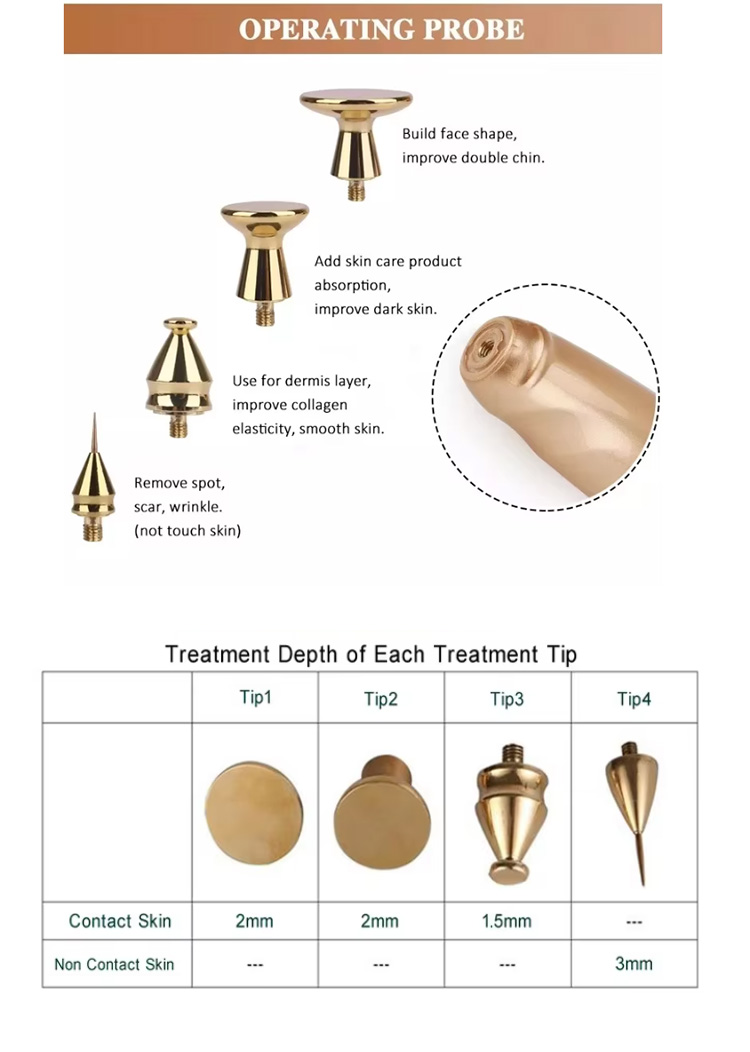 OPERATING PROBE
Build face shape,
improve double chin.
Add skin care product
absorption,
improve dark skin.
Use for dermis layer,
improve collagen
elasticity, smooth skin.
Remove spot,
scar, wrinkle.
(not touch skin)
Treatment Depth of Each Treatment Tip
Tip1 Tip2 Tip3 Tip4
Contact Skin 2mm 2mm 1.5mm ---
Non Contact Skin --- --- --- 3mm